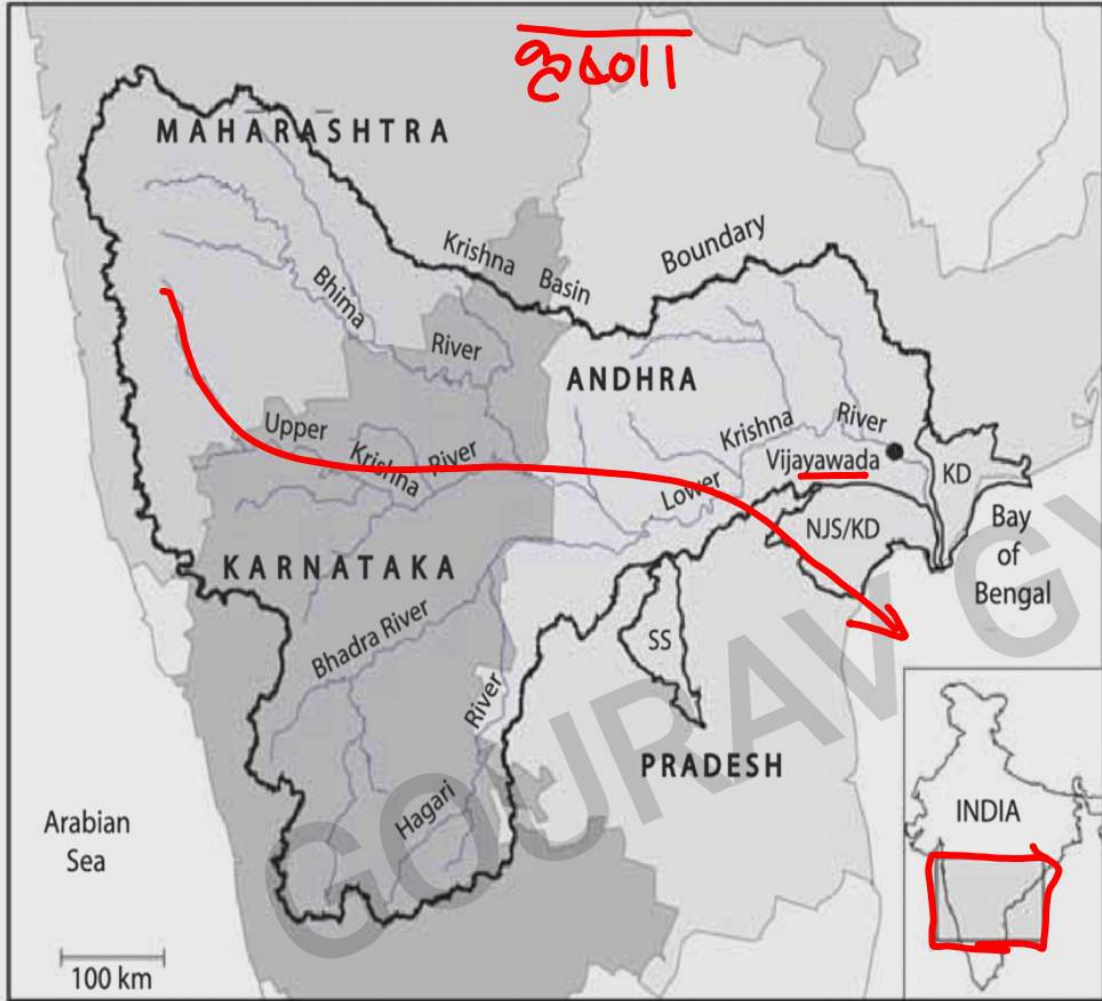 MAHARASHTRA
Krishna Basin Boundary
Bhima River
ANDHRA
Upper Krishna River
Lower Krishna River
Vijayawada
KD
NJS/KD
Bay
of
Bengal
KARNATAKA
Bhadra River
SS
Hagari River
PRADESH
Arabian
Sea
INDIA
100 km
GOURAV